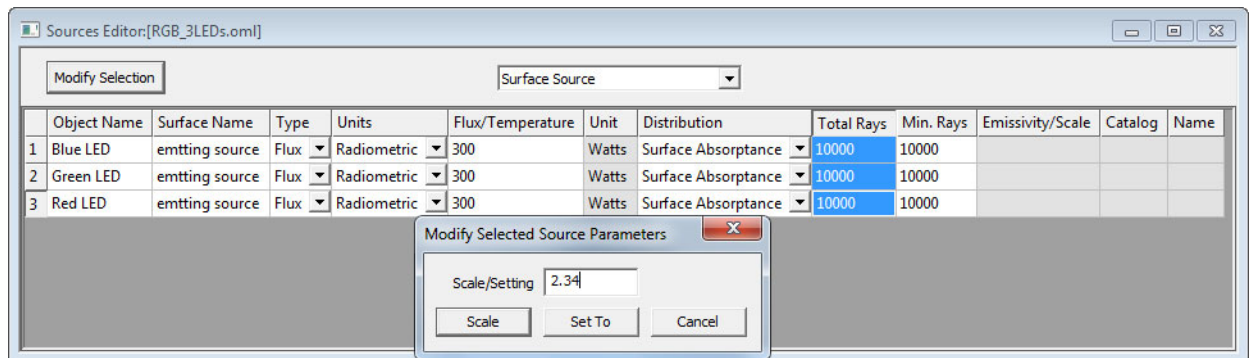 Sources Editor:[RGB_3LEDs.oml]
Modify Selection
Surface Source
Object Name Surface Name Type Units Flux/Temperature Unit Distribution Total Rays Min. Rays Emissivity/Scale Catalog Name
1 Blue LED emtting source Flux Radiometric 300 Watts Surface Absorptance 10000 10000
2 Green LED emtting source Flux Radiometric 300 Watts Surface Absorptance 10000 10000
3 Red LED emtting source Flux Radiometric 300 Watts Surface Absorptance 10000 10000
Modify Selected Source Parameters
Scale/Setting 2.34
Scale Set To Cancel